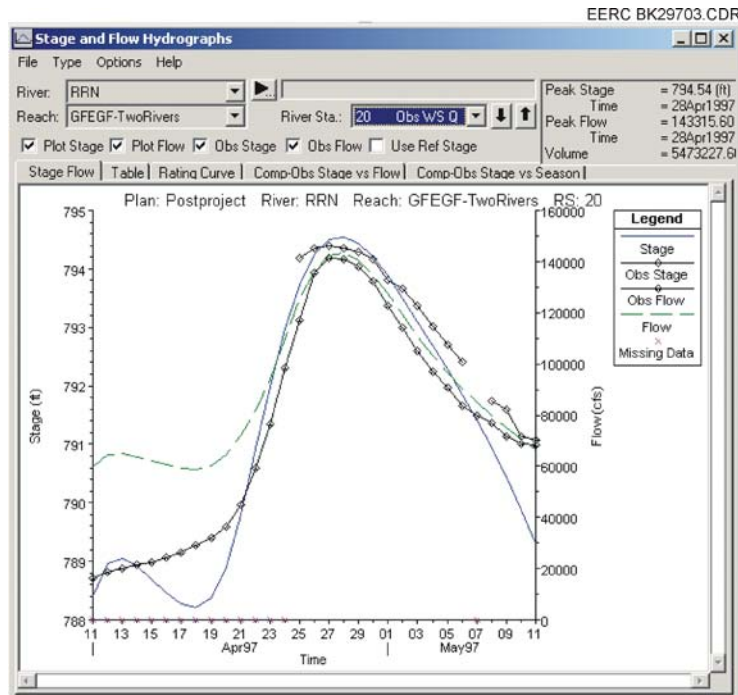 EERC BK29703.CDR
Stage and Flow Hydrographs
File Type Options Help
River: RRN
Reach: GFEGF-TwoRivers River Sta.: 20 Obs WS Q
Plot Stage Plot Flow Obs Stage Obs Flow Use Ref Stage
Peak Stage = 794.54 (ft)
Time = 28Apr1997
Peak Flow = 143315.60
Time = 28Apr1997
Volume = 5473227.6
Stage Flow Table Rating Curve Comp-Obs Stage vs Flow Comp-Obs Stage vs Season
Plan: Postproject River: RRN Reach: GFEGF-TwoRivers RS: 20
795
794
793
792
791
790
789
788
Stage (ft)
160000
140000
120000
100000
80000
60000
40000
20000
0
Flow (cfs)
Legend
Stage
Obs Stage
Obs Flow
Flow
Missing Data
11 13 15 17 19 21 23 25 27 29 01 03 05 07 09 11
Apr97 May97
Time